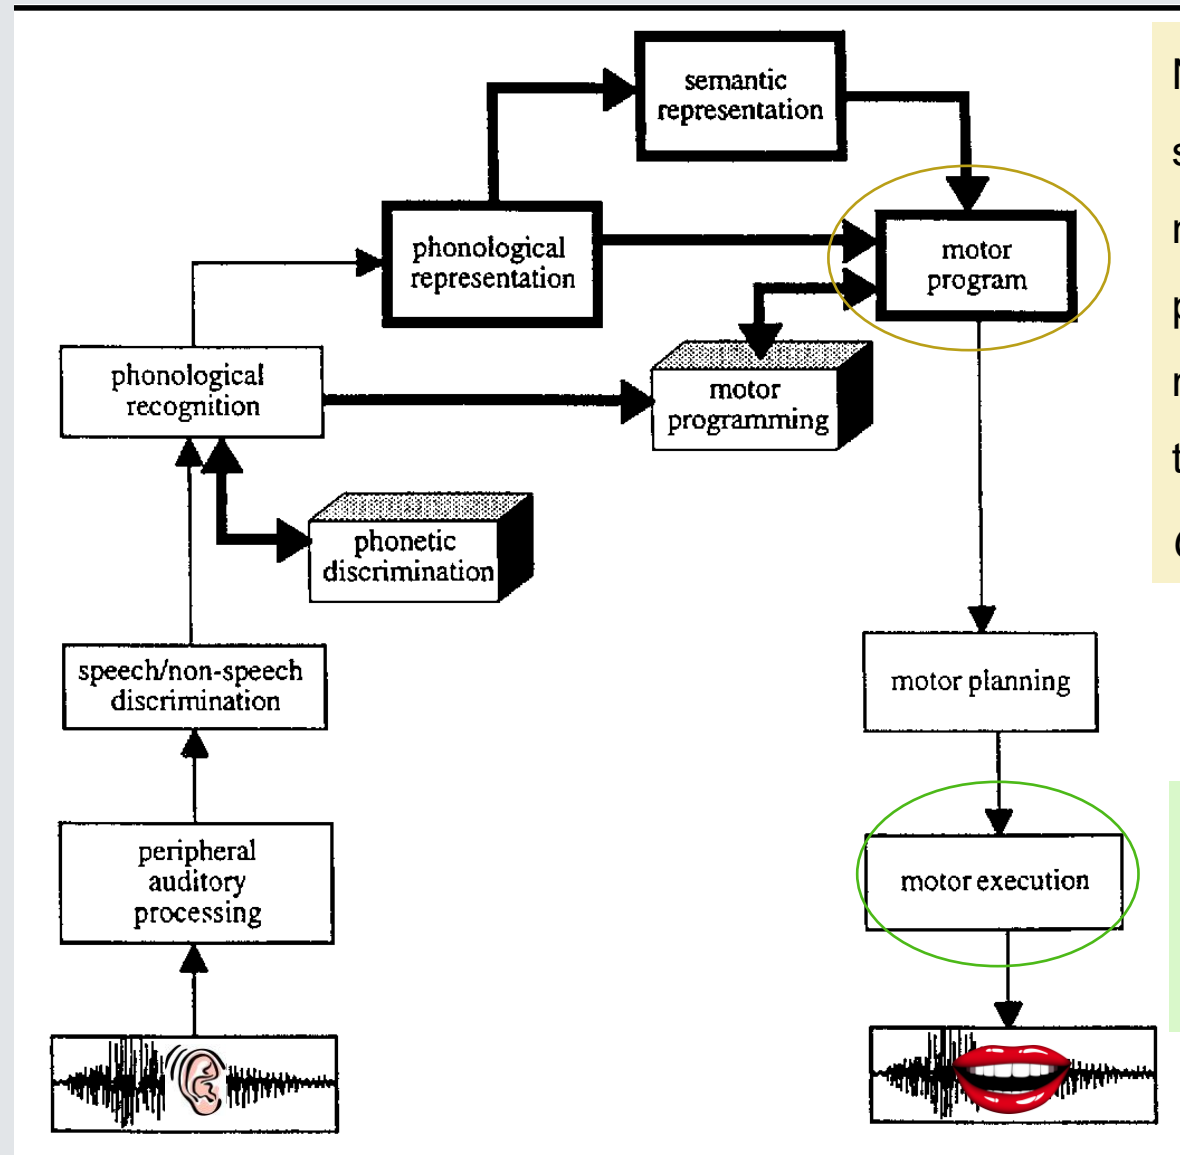 semantic
representation
phonological
representation
motor
program
phonological
recognition
motor
programming
phonetic
discrimination
speech/non-speech
discrimination
motor planning
peripheral
auditory
processing
motor execution